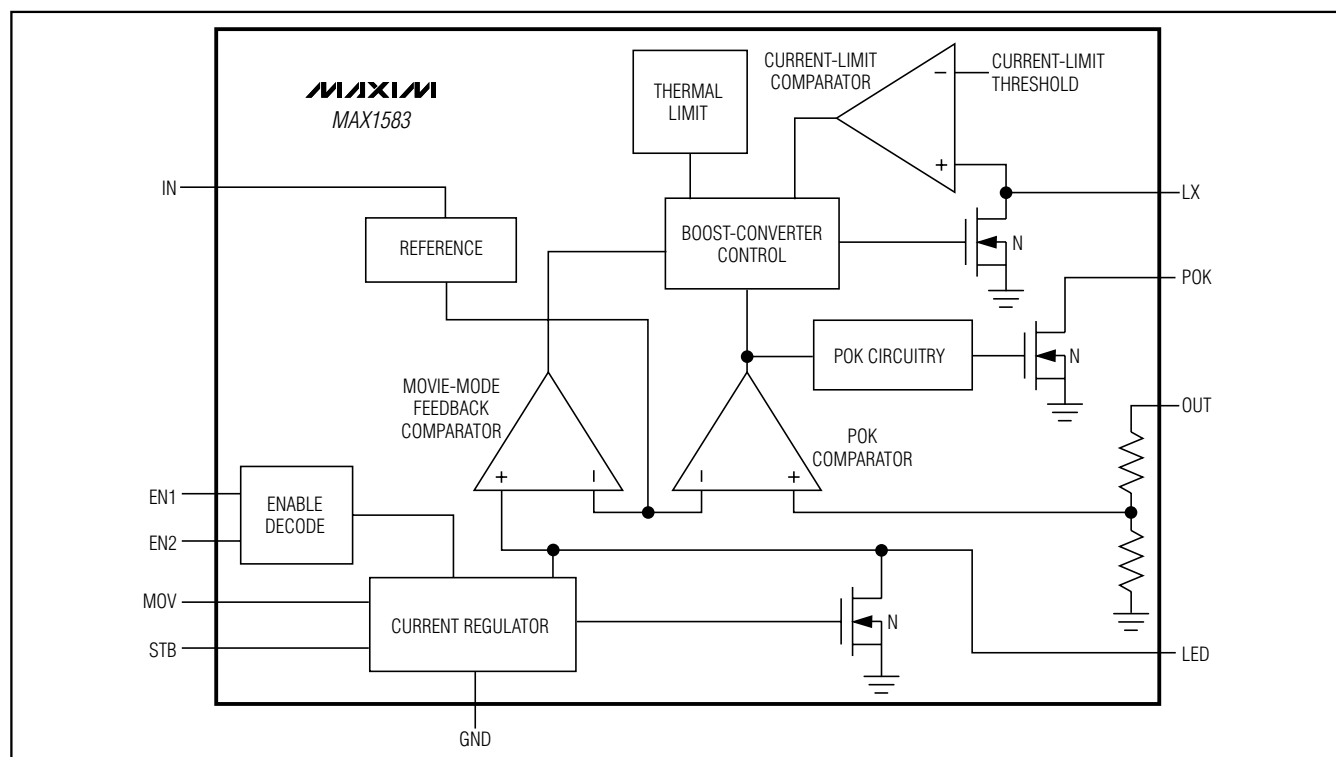 MAXIM
MAX1583
THERMAL
LIMIT
CURRENT-LIMIT
COMPARATOR
−
CURRENT-LIMIT
THRESHOLD
+
IN
LX
REFERENCE
BOOST-CONVERTER
CONTROL
N
POK
POK CIRCUITRY
N
MOVIE-MODE
FEEDBACK
COMPARATOR
+
−
−
+
POK
COMPARATOR
OUT
EN1
EN2
ENABLE
DECODE
MOV
STB
CURRENT REGULATOR
N
LED
GND